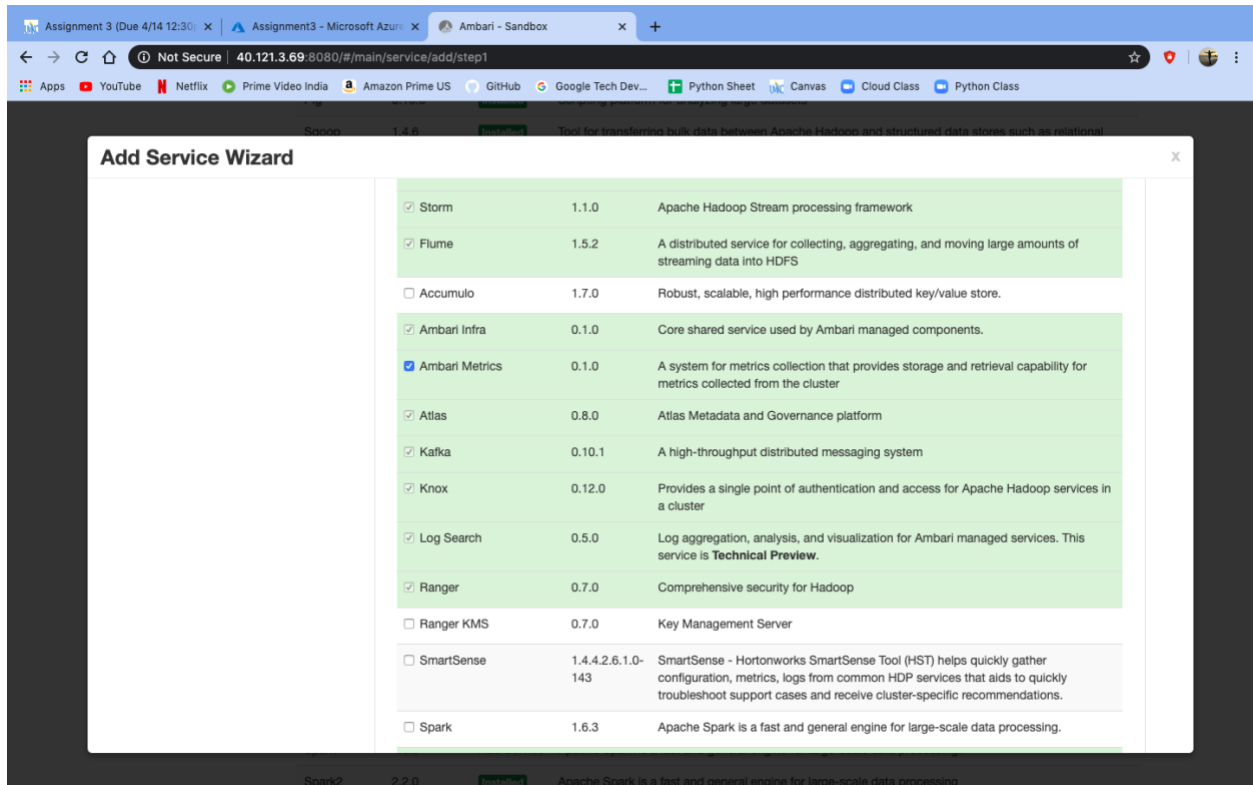 Assignment 3 (Due 4/14 12:30
Assignment3 - Microsoft Azur
Ambari - Sandbox
Not Secure | 40.121.3.69:8080/#/main/service/add/step1
Apps YouTube Netflix Prime Video India Amazon Prime US GitHub Google Tech Dev... Python Sheet Canvas Cloud Class Python Class
Sqoop 1.4.6 Installed Tool for transferring bulk data between Apache Hadoop and structured data stores such as relational
Add Service Wizard X
Storm 1.1.0 Apache Hadoop Stream processing framework
Flume 1.5.2 A distributed service for collecting, aggregating, and moving large amounts of
streaming data into HDFS
Accumulo 1.7.0 Robust, scalable, high performance distributed key/value store.
Ambari Infra 0.1.0 Core shared service used by Ambari managed components.
Ambari Metrics 0.1.0 A system for metrics collection that provides storage and retrieval capability for
metrics collected from the cluster
Atlas 0.8.0 Atlas Metadata and Governance platform
Kafka 0.10.1 A high-throughput distributed messaging system
Knox 0.12.0 Provides a single point of authentication and access for Apache Hadoop services in
a cluster
Log Search 0.5.0 Log aggregation, analysis, and visualization for Ambari managed services. This
service is Technical Preview.
Ranger 0.7.0 Comprehensive security for Hadoop
Ranger KMS 0.7.0 Key Management Server
SmartSense 1.4.4.2.6.1.0- SmartSense - Hortonworks SmartSense Tool (HST) helps quickly gather
143 configuration, metrics, logs from common HDP services that aids to quickly
troubleshoot support cases and receive cluster-specific recommendations.
Spark 1.6.3 Apache Spark is a fast and general engine for large-scale data processing.
Spark2 2.2.0 Installed Apache Spark is a fast and general engine for large-scale data processing